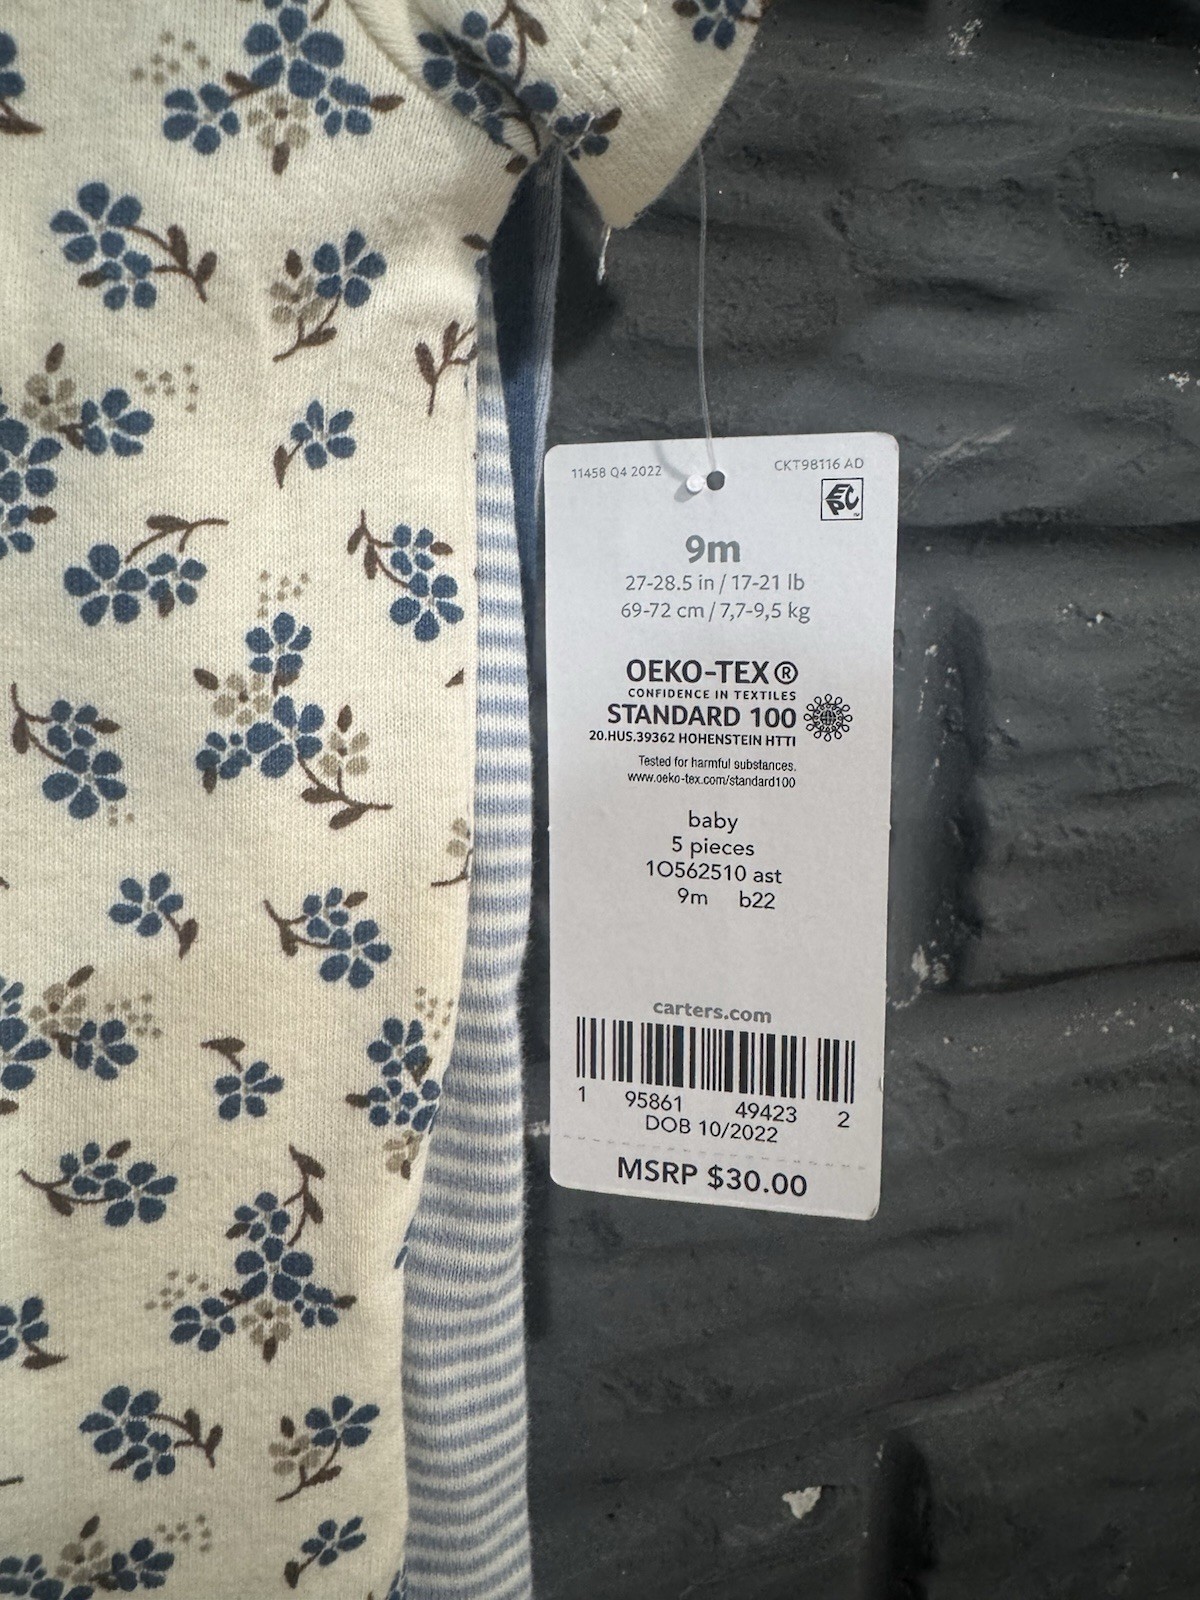 11458 Q4 2022
CKT98116 AD
EPC
9m
27-28.5 in / 17-21 lb
69-72 cm / 7,7-9,5 kg
OEKO-TEX®
CONFIDENCE IN TEXTILES
STANDARD 100
20.HUS.39362 HOHENSTEIN HTTI
Tested for harmful substances.
www.oeko-tex.com/standard100
baby
5 pieces
1O562510 ast
9m b22
carters.com
1 95861 49423 2
DOB 10/2022
MSRP $30.00